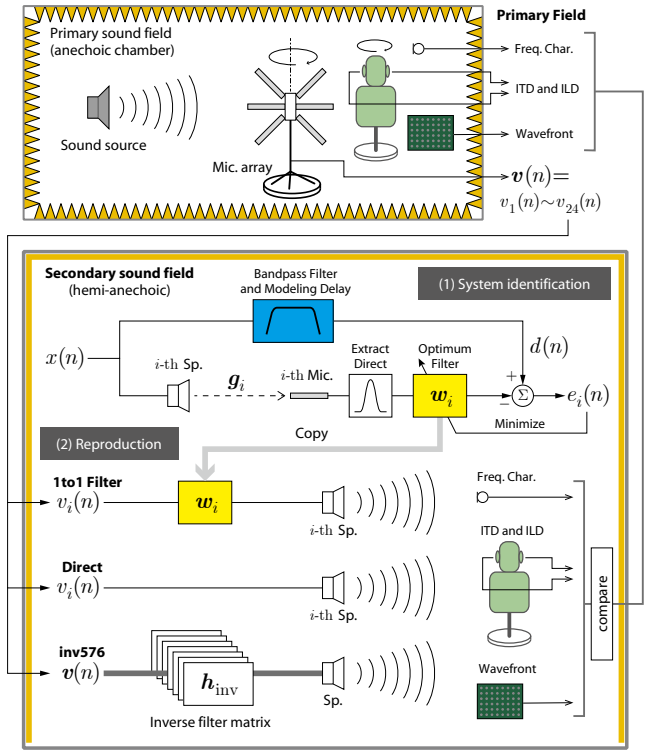 Primary Field
Primary sound field
(anechoic chamber)
Sound source
Mic. array
Freq. Char.
ITD and ILD
Wavefront
v(n)=
v₁(n)~v₂₄(n)
Secondary sound field
(hemi-anechoic)
Bandpass Filter
and Modeling Delay
(1) System identification
x(n)
d(n)
i-th Sp.
gᵢ
i-th Mic.
Extract
Direct
Optimum
Filter
wᵢ
+
−
Σ
eᵢ(n)
Minimize
Copy
(2) Reproduction
1to1 Filter
vᵢ(n)
wᵢ
i-th Sp.
Freq. Char.
ITD and ILD
Direct
vᵢ(n)
i-th Sp.
compare
inv576
v(n)
h_inv
Inverse filter matrix
Sp.
Wavefront